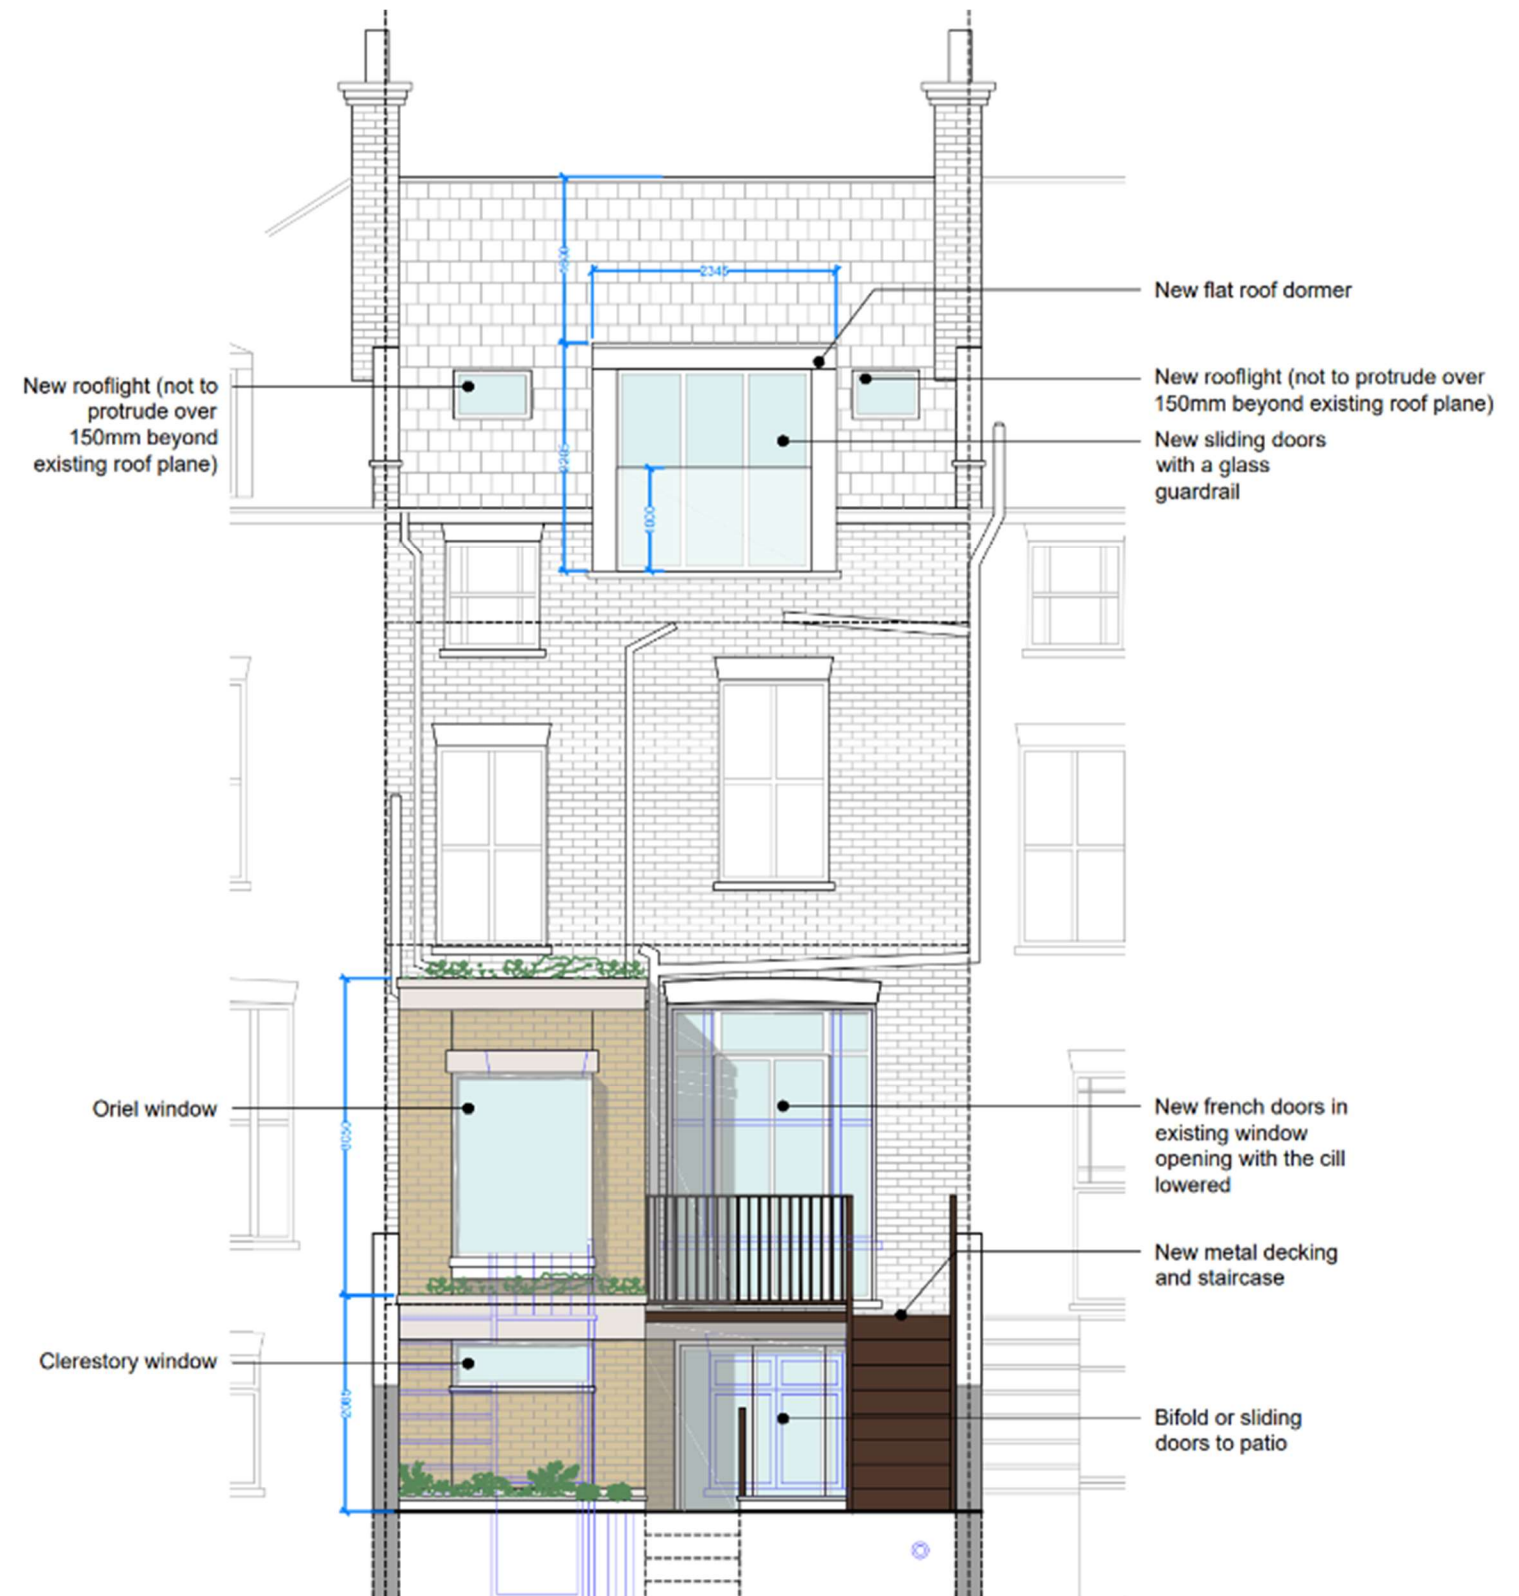 1600
2345
New flat roof dormer
New rooflight (not to
protrude over
150mm beyond
existing roof plane)
New rooflight (not to protrude over
150mm beyond existing roof plane)
New sliding doors
with a glass
guardrail
1000
Oriel window
3050
New french doors in
existing window
opening with the cill
lowered
New metal decking
and staircase
Clerestory window
Bifold or sliding
doors to patio